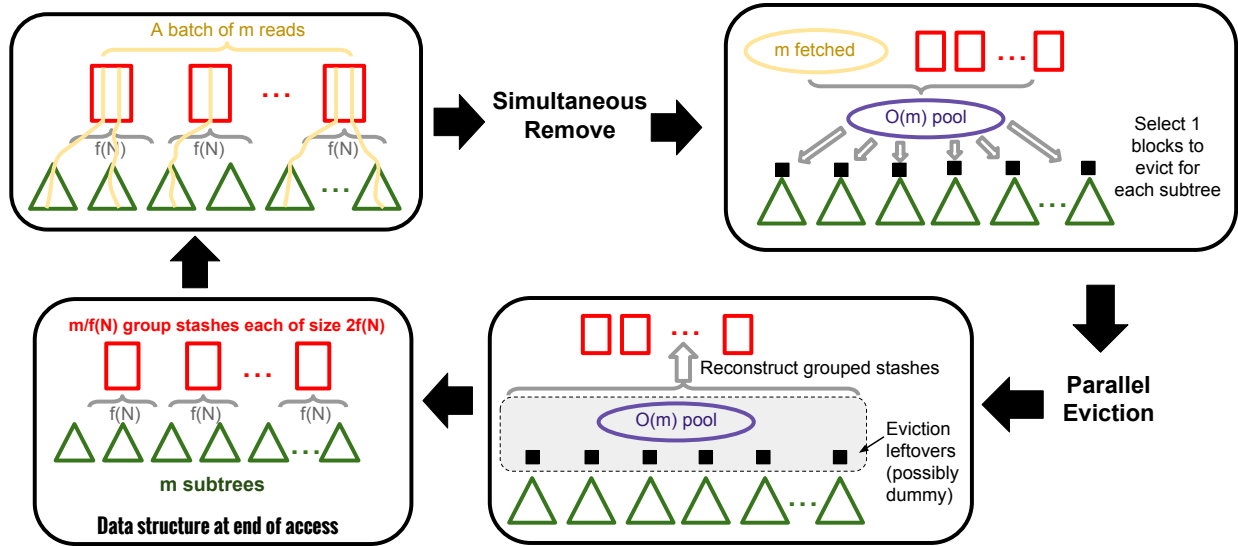 A batch of m reads
...
f(N)
f(N)
f(N)
...
Simultaneous
Remove
m fetched
...
O(m) pool
Select 1
blocks to
evict for
each subtree
...
m/f(N) group stashes each of size 2f(N)
...
f(N)
f(N)
f(N)
...
m subtrees
Data structure at end of access
...
Reconstruct grouped stashes
O(m) pool
Eviction
leftovers
(possibly
dummy)
...
Parallel
Eviction